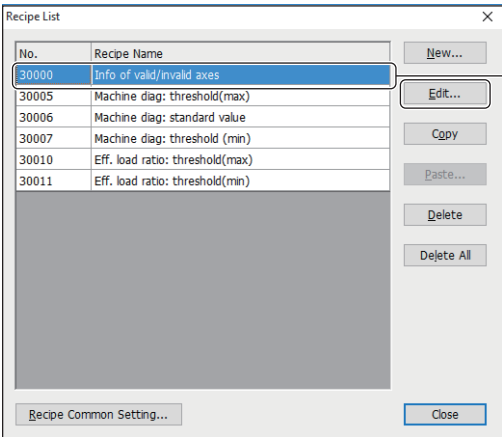 Recipe List
No. Recipe Name
30000 Info of valid/invalid axes
30005 Machine diag: threshold(max)
30006 Machine diag: standard value
30007 Machine diag: threshold (min)
30010 Eff. load ratio: threshold(max)
30011 Eff. load ratio: threshold(min)
New...
Edit...
Copy
Paste...
Delete
Delete All
Recipe Common Setting...
Close